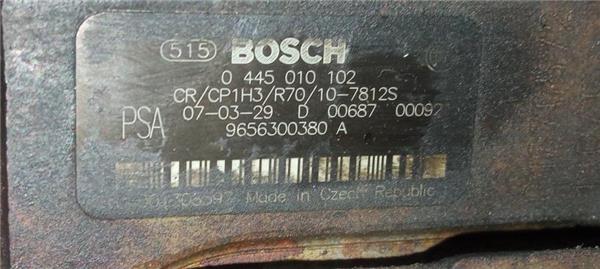 515 BOSCH
0 445 010 102
CR/CP1H3/R70/10-7812S
07-03-29 D 00687
PSA
9656300380 A
Made in Czech Republic